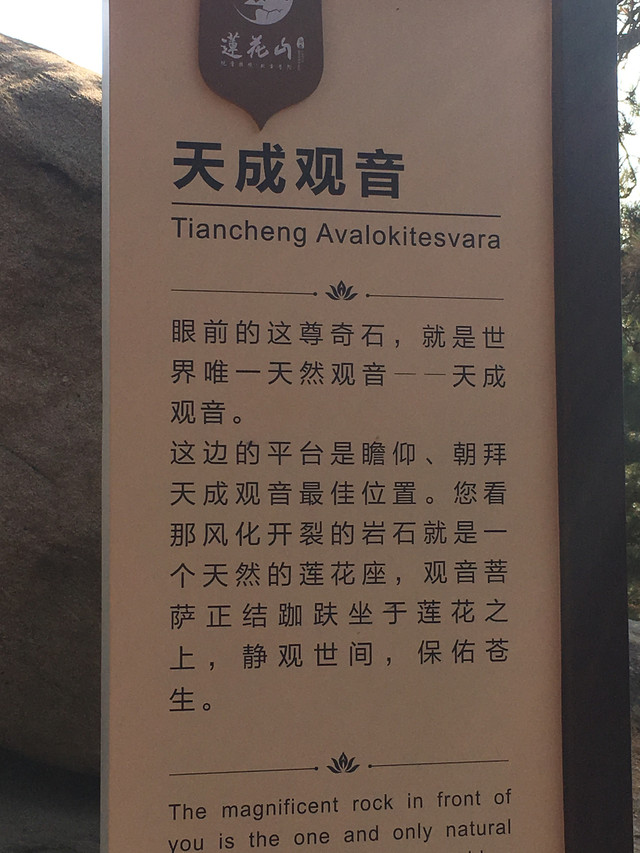 蓮花山
天成观音
Tiancheng Avalokitesvara
眼前的这尊奇石，就是世
界唯一天然观音——天成
观音。
这边的平台是瞻仰、朝拜
天成观音最佳位置。您看
那风化开裂的岩石就是一
个天然的莲花座，观音菩
萨正结跏趺坐于莲花之
上，静观世间，保佑苍
生。
The magnificent rock in front of
you is the one and only natural